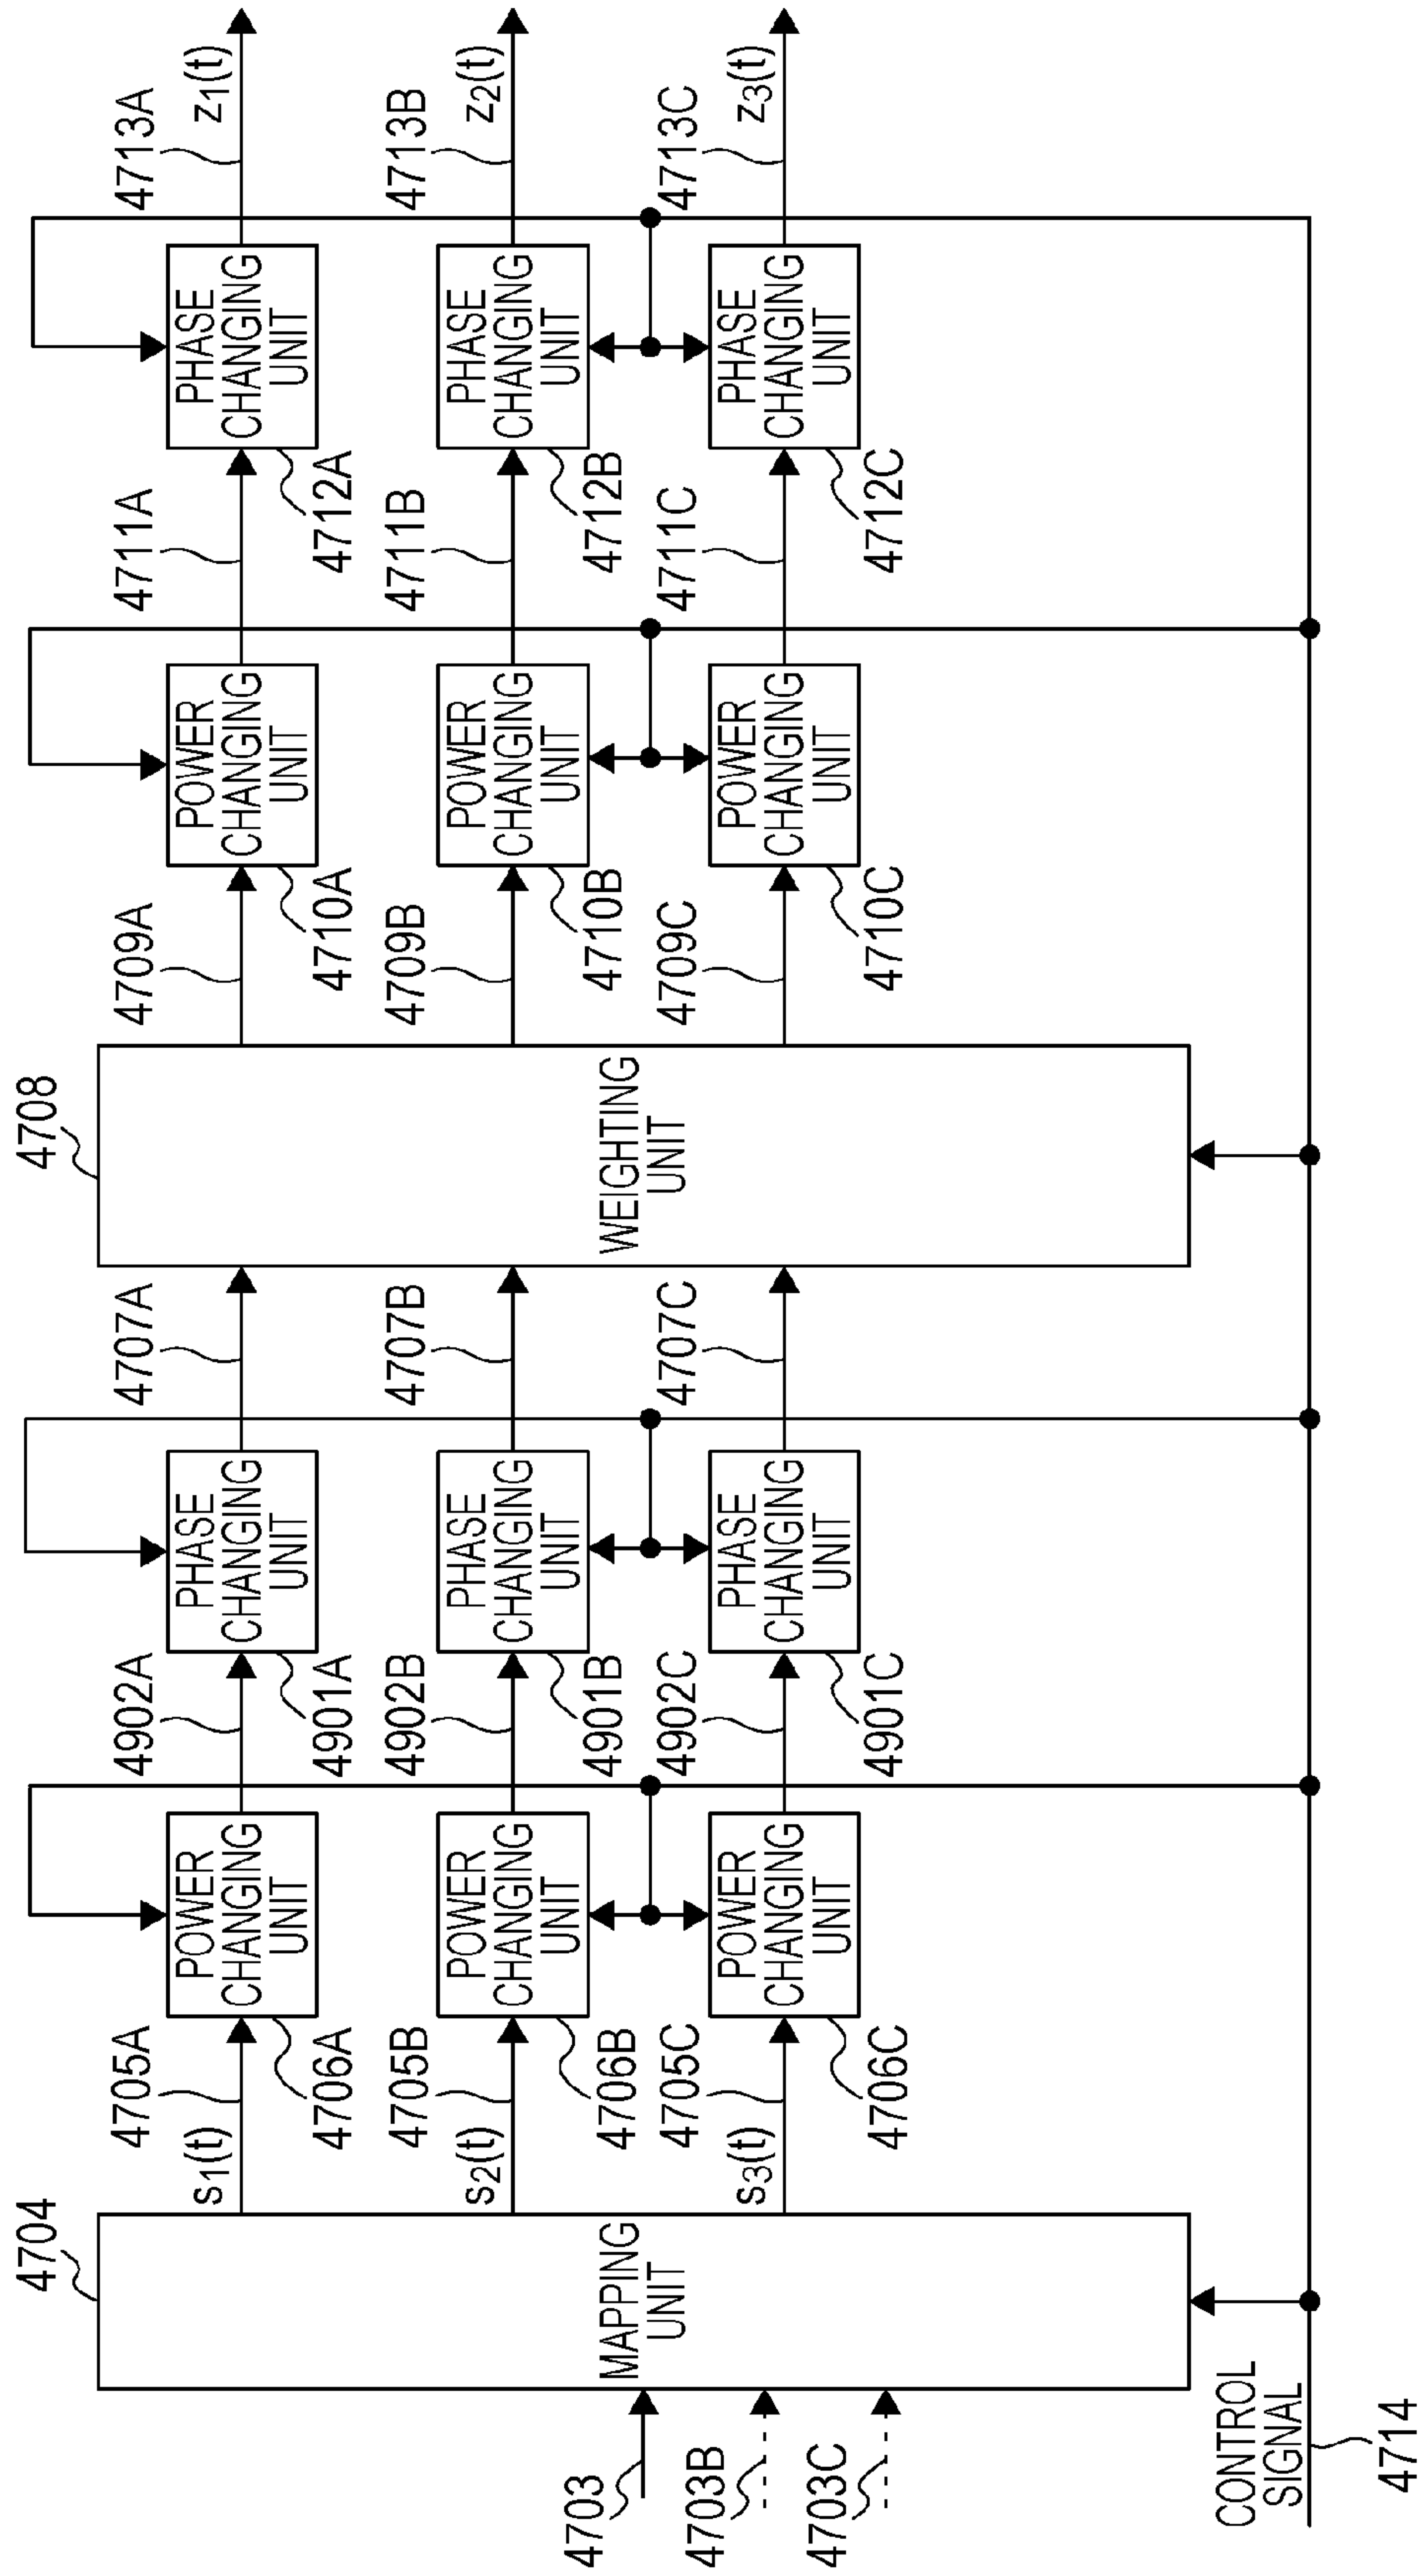 4704
MAPPING
UNIT
4703
4703B
4703C
CONTROL
SIGNAL
4714
s1(t)
4705A
POWER
CHANGING
UNIT
4706A
4902A
PHASE
CHANGING
UNIT
4901A
4707A
s2(t)
4705B
POWER
CHANGING
UNIT
4706B
4902B
PHASE
CHANGING
UNIT
4901B
4707B
s3(t)
4705C
POWER
CHANGING
UNIT
4706C
4902C
PHASE
CHANGING
UNIT
4901C
4707C
4708
WEIGHTING
UNIT
4709A
POWER
CHANGING
UNIT
4710A
4711A
PHASE
CHANGING
UNIT
4712A
4713A
z1(t)
4709B
POWER
CHANGING
UNIT
4710B
4711B
PHASE
CHANGING
UNIT
4712B
4713B
z2(t)
4709C
POWER
CHANGING
UNIT
4710C
4711C
PHASE
CHANGING
UNIT
4712C
4713C
z3(t)